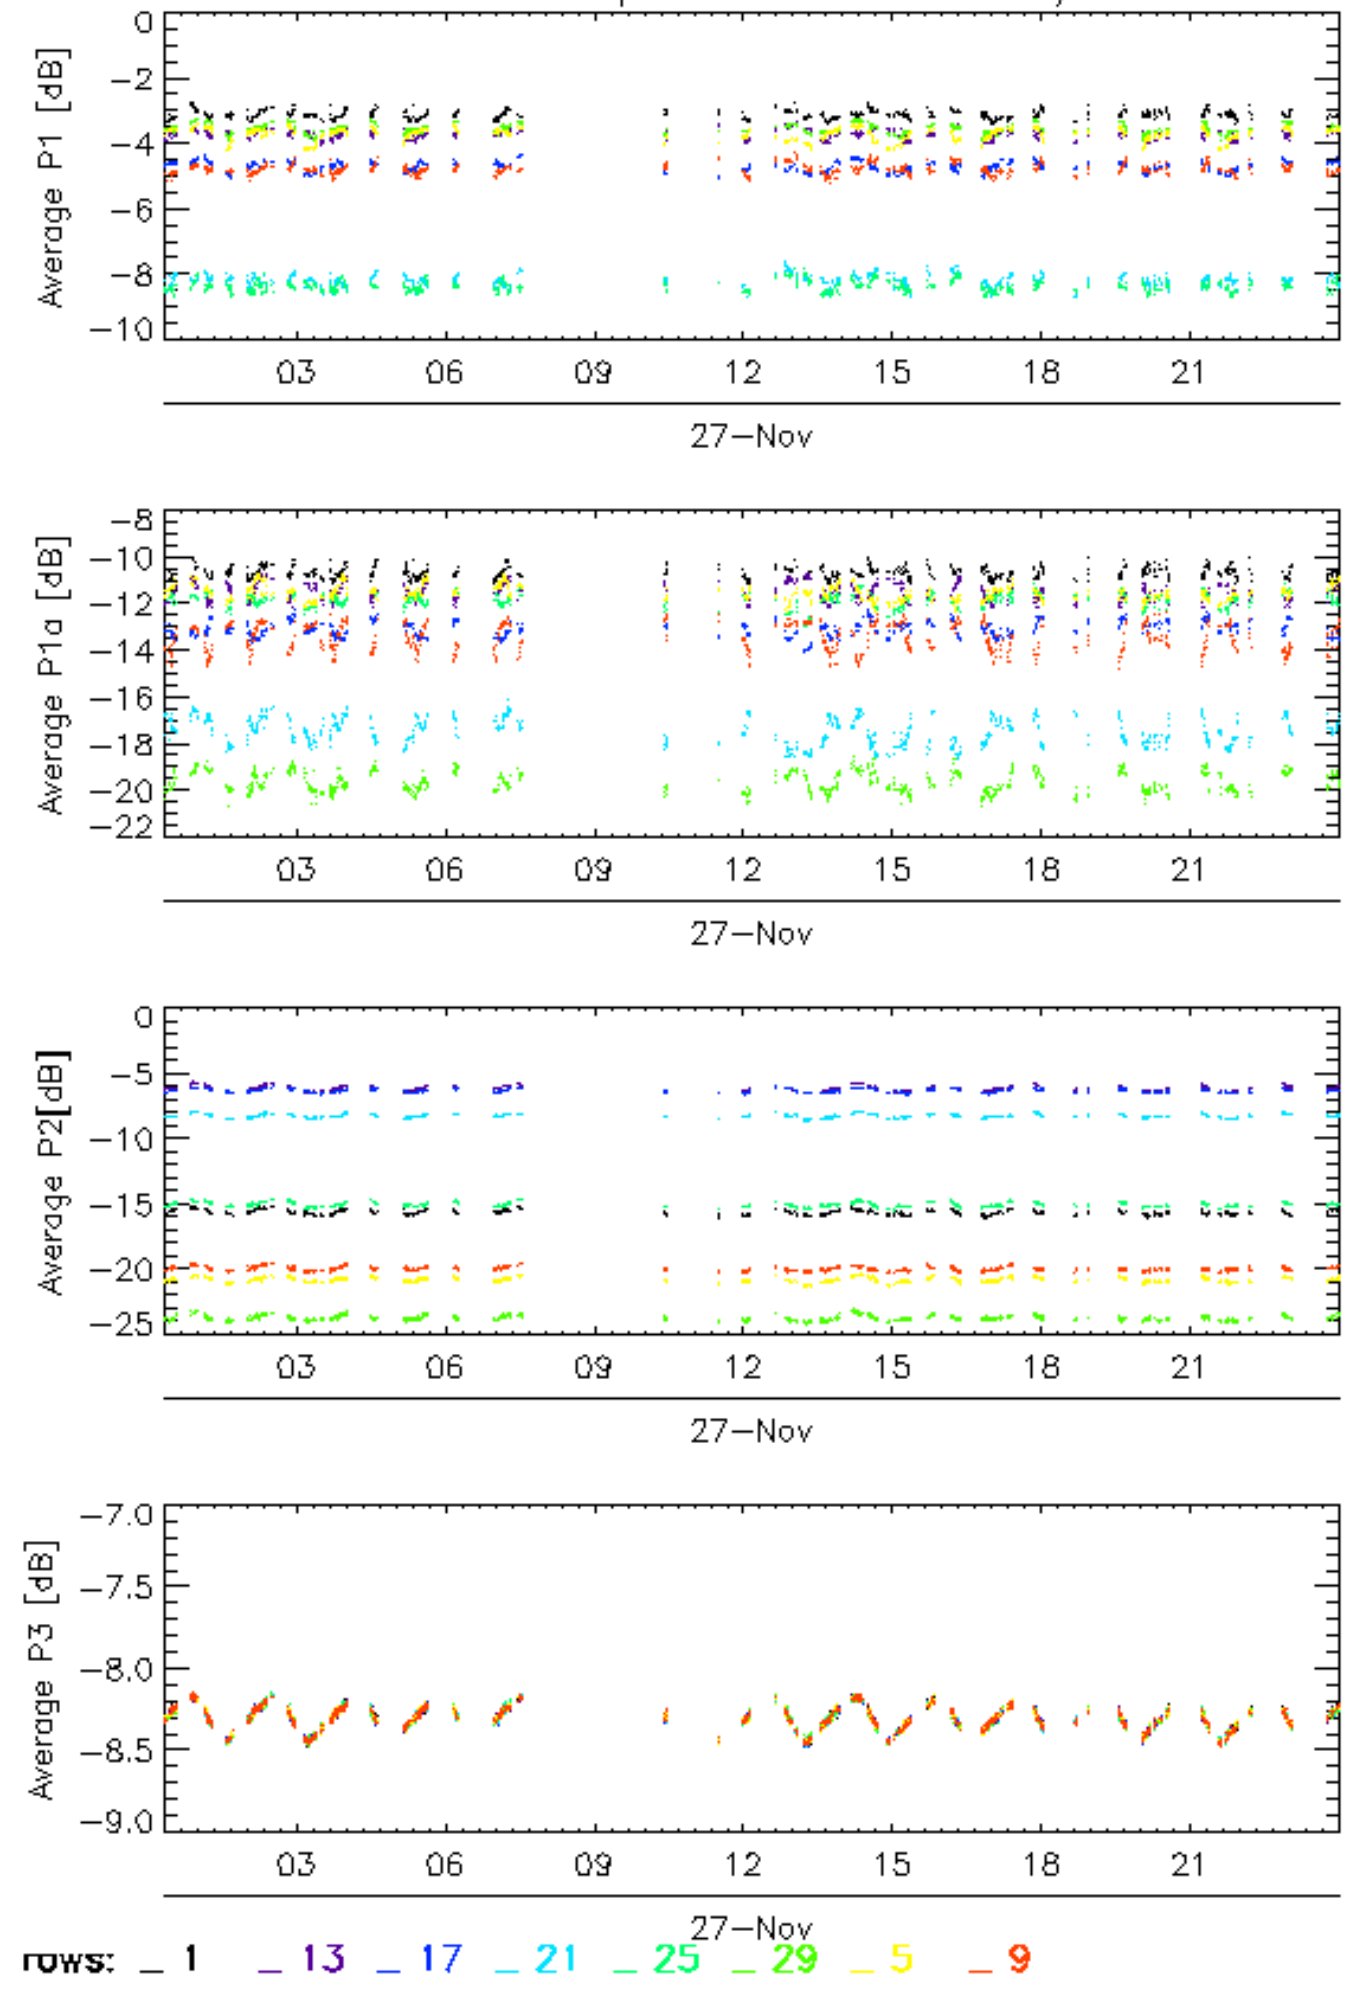 0
−2
−4
−6
−8
−10
Average P1 [dB]
03 06 09 12 15 18 21
27−Nov
−8
−10
−12
−14
−16
−18
−20
−22
Average P1a [dB]
03 06 09 12 15 18 21
27−Nov
0
−5
−10
−15
−20
−25
Average P2[dB]
03 06 09 12 15 18 21
27−Nov
−7.0
−7.5
−8.0
−8.5
−9.0
Average P3 [dB]
03 06 09 12 15 18 21
27−Nov
rows: _ 1 _ 13 _ 17 _ 21 _ 25 _ 29 _ 5 _ 9